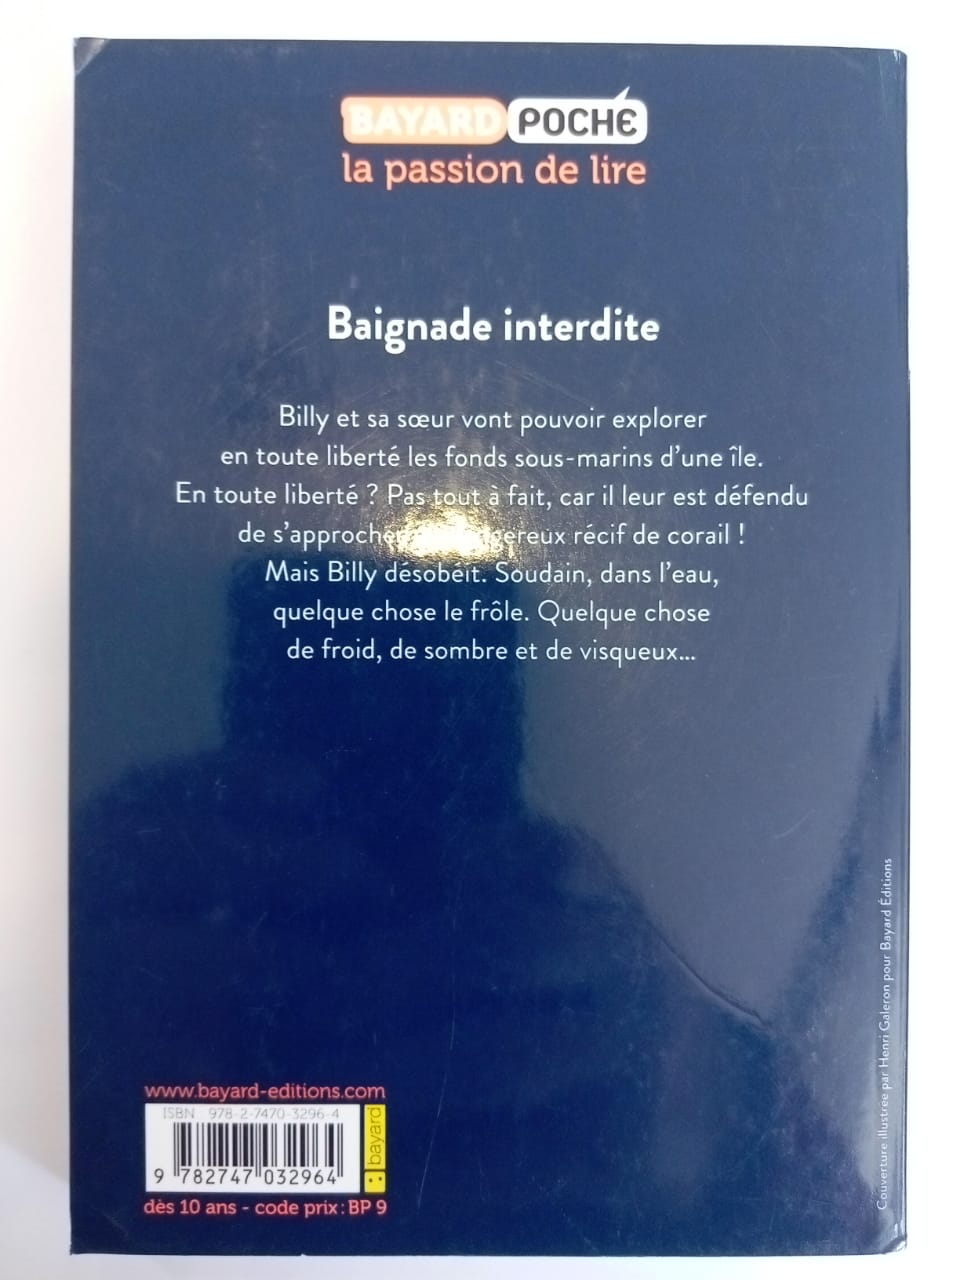 BAYARD POCHE
la passion de lire
Baignade interdite
Billy et sa sœur vont pouvoir explorer
en toute liberté les fonds sous-marins d'une île.
En toute liberté ? Pas tout à fait, car il leur est défendu
de s'approcher récif de corail !
Mais Billy désobéit. Soudain, dans l'eau,
quelque chose le frôle. Quelque chose
de froid, de sombre et de visqueux...
www.bayard-editions.com
ISBN 978-2-7470-3296-4
bayard
9 782747 032964
dès 10 ans - code prix : BP 9
Couverture illustrée par Henri Galeron pour Bayard Éditions